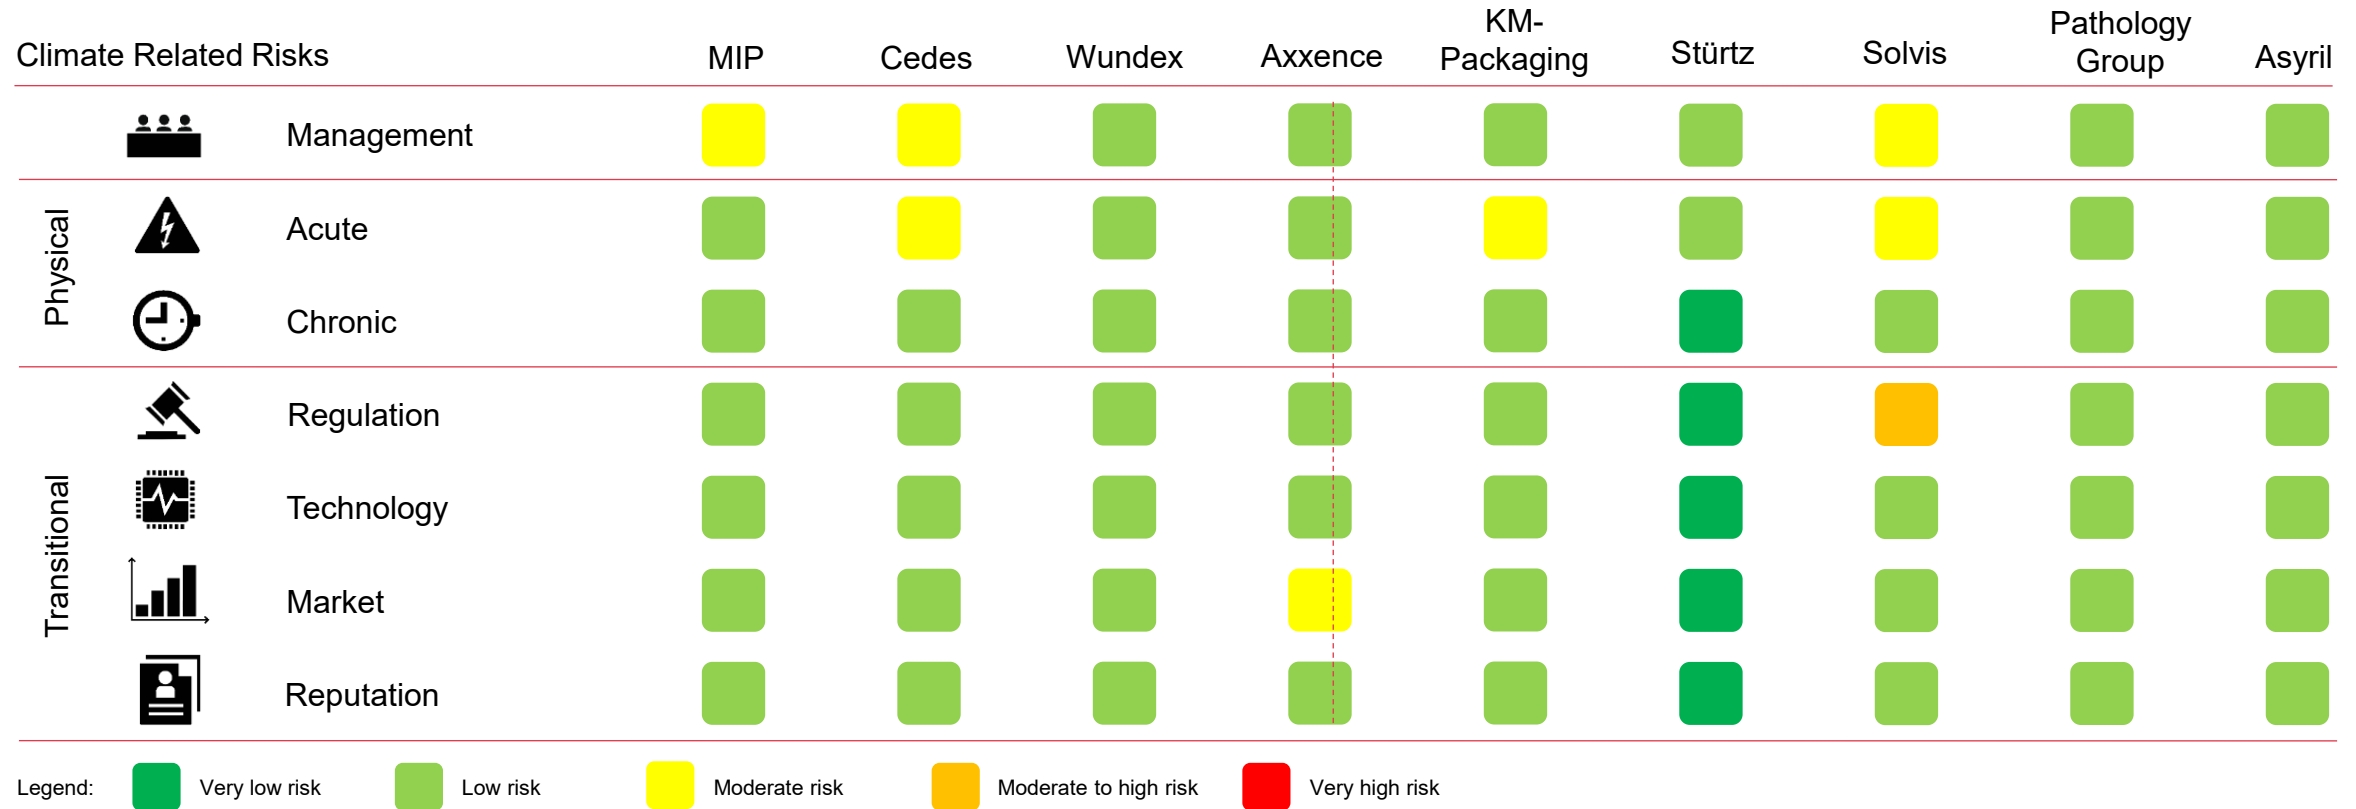 Climate Related Risks MIP Cedes Wundex Axxence KM-
Packaging Stürtz Solvis Pathology
Group Asyril
Management
Physical
Acute
Chronic
Transitional
Regulation
Technology
Market
Reputation
Legend: Very low risk Low risk Moderate risk Moderate to high risk Very high risk